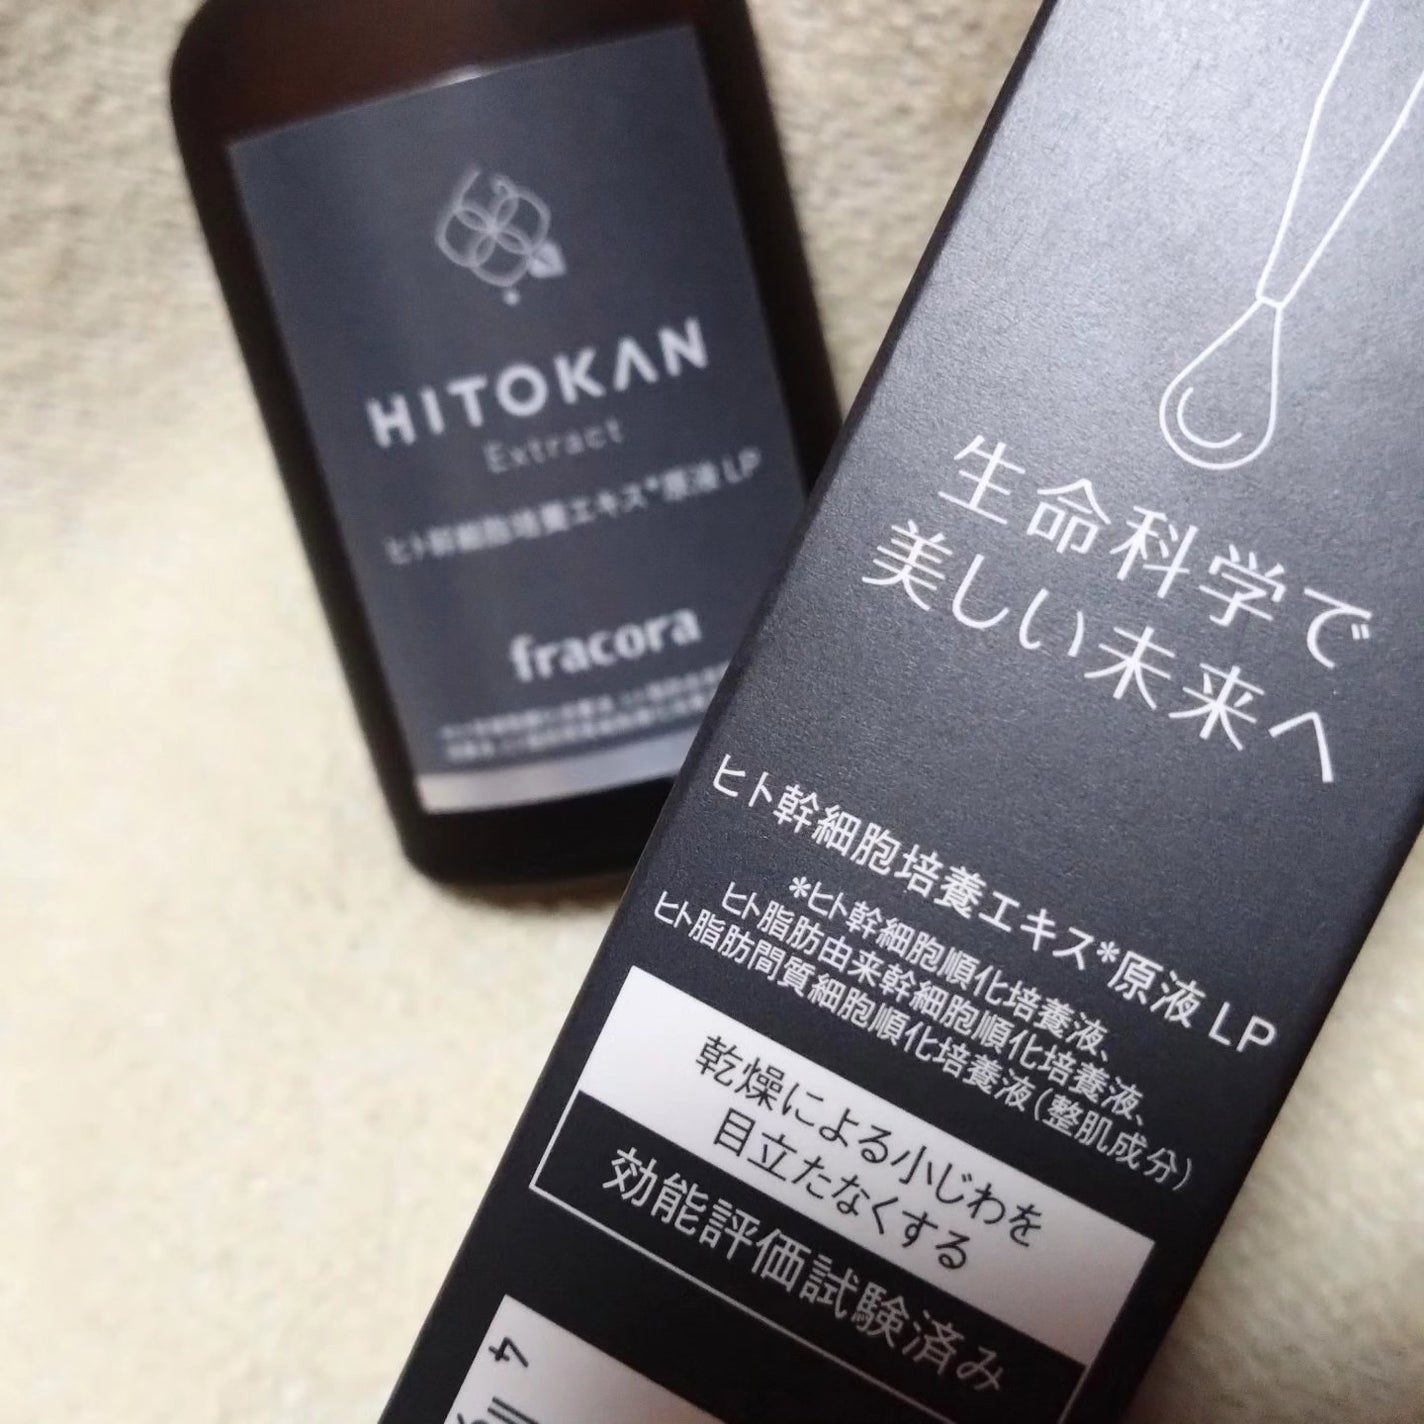 HITOKAN
Extract
ヒト幹細胞培養エキス*原液 LP
fracora
生命科学で
美しい未来へ
ヒト幹細胞培養エキス*原液 LP
*ヒト幹細胞順化培養液、
ヒト脂肪由来幹細胞順化培養液、
ヒト脂肪間質細胞順化培養液(整肌成分)
乾燥による小じわを
目立たなくする
効能評価試験済み
4